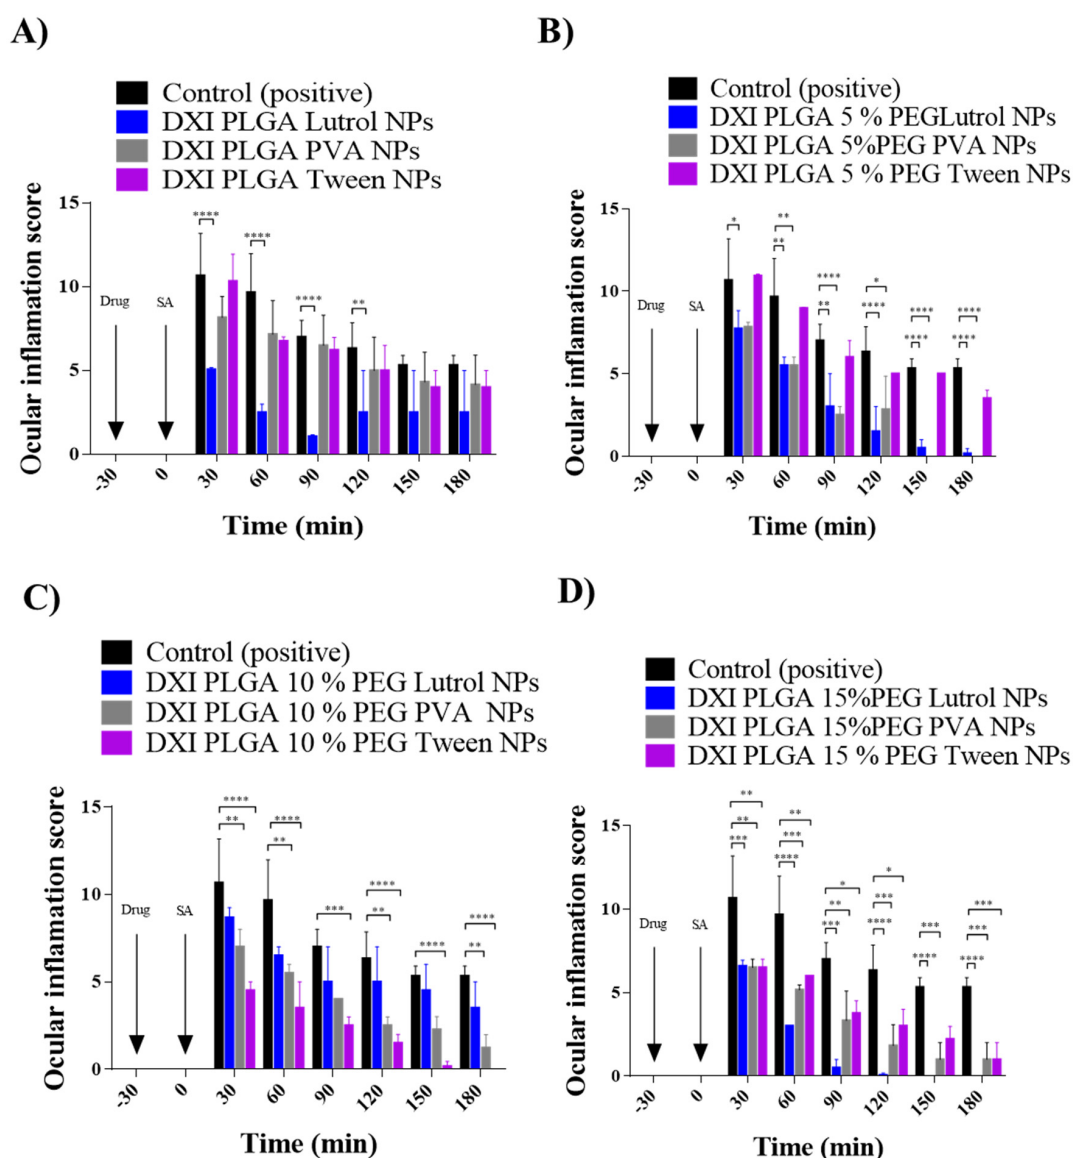 A)
Control (positive)
DXI PLGA Lutrol NPs
DXI PLGA PVA NPs
DXI PLGA Tween NPs
Ocular inflamation score
15
10
5
0
Drug
SA
****
****
****
**
-30
0
30
60
90
120
150
180
Time (min)
B)
Control (positive)
DXI PLGA 5 % PEGLutrol NPs
DXI PLGA 5%PEG PVA NPs
DXI PLGA 5 % PEG Tween NPs
Ocular inflamation score
15
10
5
0
Drug
SA
*
**
**
****
**
*
****
****
****
****
****
-30
0
30
60
90
120
150
180
Time (min)
C)
Control (positive)
DXI PLGA 10 % PEG Lutrol NPs
DXI PLGA 10 % PEG PVA NPs
DXI PLGA 10 % PEG Tween NPs
Ocular inflamation score
15
10
5
0
Drug
SA
****
**
****
**
***
****
**
****
****
**
-30
0
30
60
90
120
150
180
Time (min)
D)
Control (positive)
DXI PLGA 15%PEG Lutrol NPs
DXI PLGA 15%PEG PVA NPs
DXI PLGA 15 % PEG Tween NPs
Ocular inflamation score
15
10
5
0
Drug
SA
**
**
***
**
***
****
*
**
***
*
***
****
***
****
***
***
****
-30
0
30
60
90
120
150
180
Time (min)